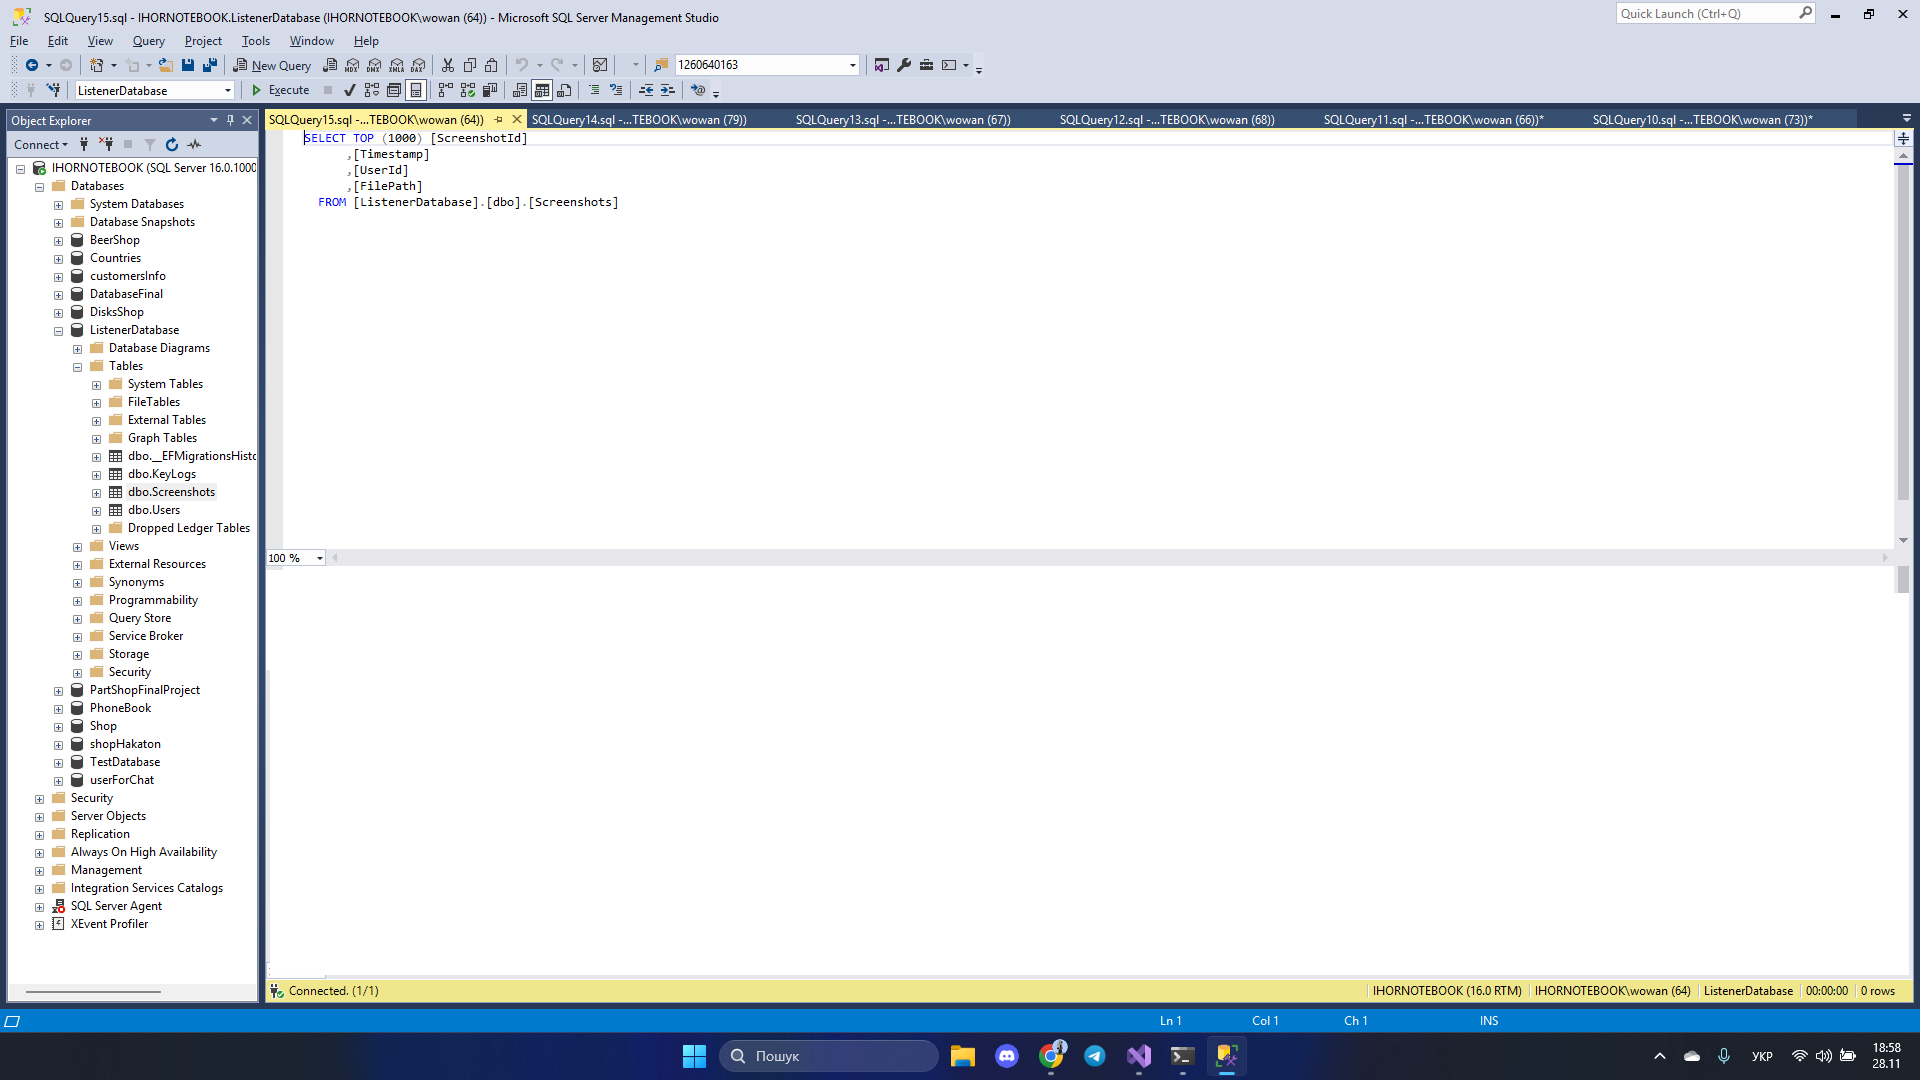 SQLQuery15.sql - IHORNOTEBOOK.ListenerDatabase (IHORNOTEBOOK\wowan (64)) - Microsoft SQL Server Management Studio
Quick Launch (Ctrl+Q)
File Edit View Query Project Tools Window Help
New Query
MDX DMX XMLA DAX
1260640163
ListenerDatabase
Execute
Object Explorer
SQLQuery15.sql -...TEBOOK\wowan (64))
SQLQuery14.sql -...TEBOOK\wowan (79))
SQLQuery13.sql -...TEBOOK\wowan (67))
SQLQuery12.sql -...TEBOOK\wowan (68))
SQLQuery11.sql -...TEBOOK\wowan (66))*
SQLQuery10.sql -...TEBOOK\wowan (73))*
Connect
IHORNOTEBOOK (SQL Server 16.0.1000
Databases
System Databases
Database Snapshots
BeerShop
Countries
customersInfo
DatabaseFinal
DisksShop
ListenerDatabase
Database Diagrams
Tables
System Tables
FileTables
External Tables
Graph Tables
dbo.__EFMigrationsHisto
dbo.KeyLogs
dbo.Screenshots
dbo.Users
Dropped Ledger Tables
Views
External Resources
Synonyms
Programmability
Query Store
Service Broker
Storage
Security
PartShopFinalProject
PhoneBook
Shop
shopHakaton
TestDatabase
userForChat
Security
Server Objects
Replication
Always On High Availability
Management
Integration Services Catalogs
SQL Server Agent
XEvent Profiler
SELECT TOP (1000) [ScreenshotId]
,[Timestamp]
,[UserId]
,[FilePath]
FROM [ListenerDatabase].[dbo].[Screenshots]
100 %
Connected. (1/1)
IHORNOTEBOOK (16.0 RTM)
IHORNOTEBOOK\wowan (64)
ListenerDatabase
00:00:00
0 rows
Ln 1
Col 1
Ch 1
INS
Пошук
УКР
18:58
28.11